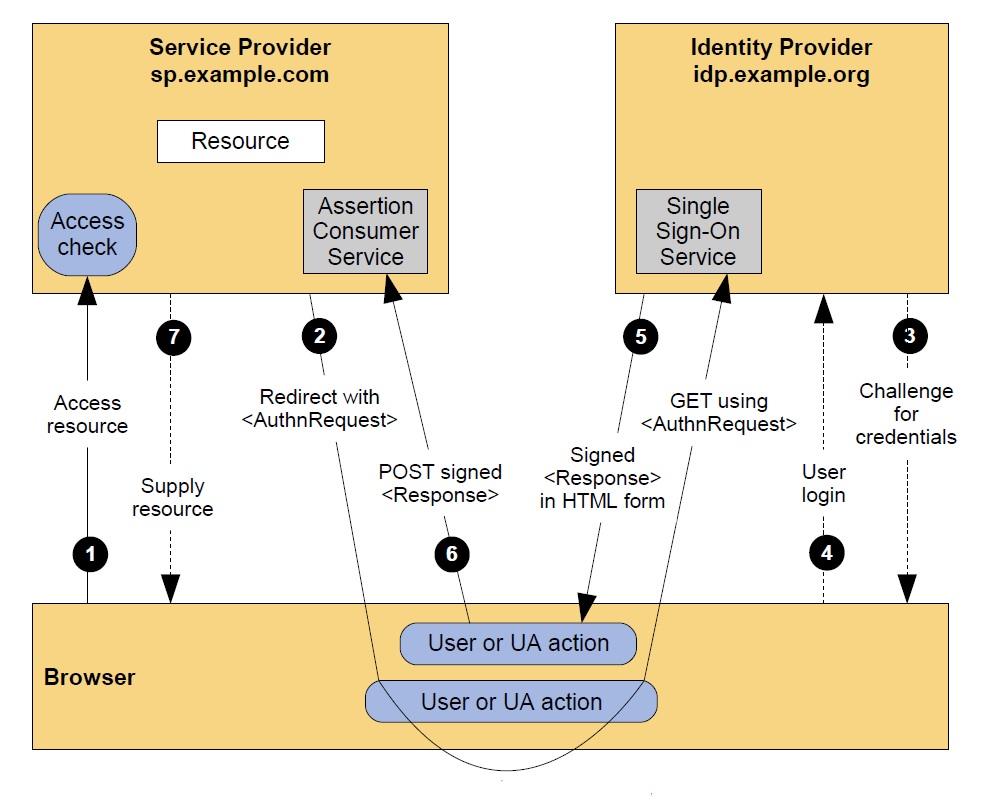 Service Provider
sp.example.com
Identity Provider
idp.example.org
Resource
Access
check
Assertion
Consumer
Service
Single
Sign-On
Service
7
2
5
3
Access
resource
Redirect with
<AuthnRequest>
GET using
<AuthnRequest>
Challenge
for
credentials
Supply
resource
POST signed
<Response>
Signed
<Response>
in HTML form
User
login
1
6
4
Browser
User or UA action
User or UA action